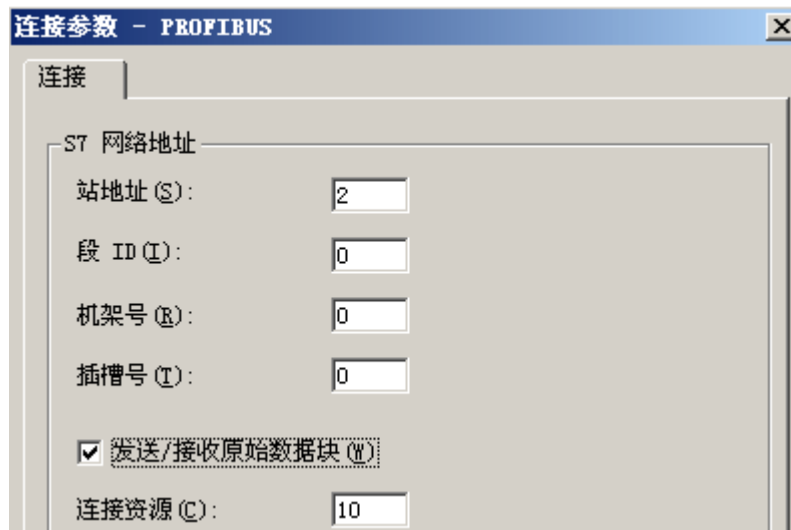 连接参数 - PROFIBUS
连接
S7 网络地址
站地址(S): 2
段 ID(I): 0
机架号(R): 0
插槽号(T): 0
发送/接收原始数据块(W)
连接资源(C): 10